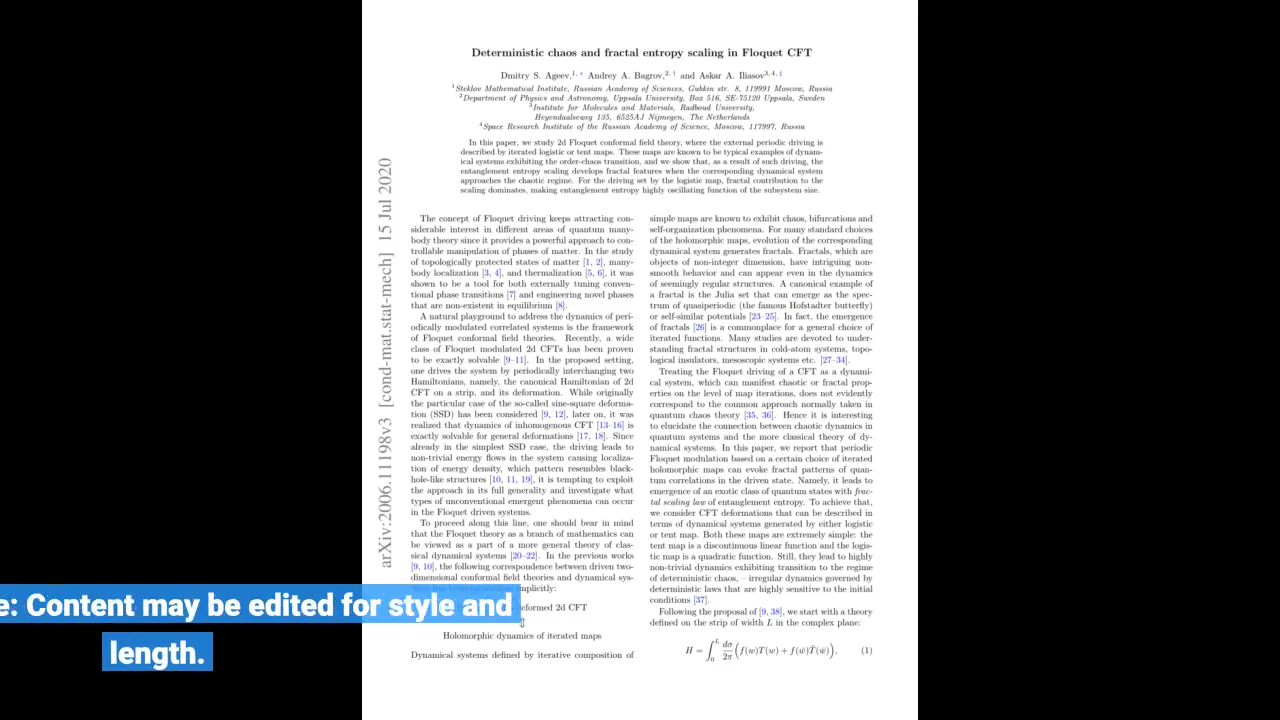 Deterministic chaos and fractal entropy scaling in Floquet CFT
Dmitry S. Ageev,1, * Andrey A. Bagrov,2, † and Askar A. Iliasov3, 4, ‡
1Steklov Mathematical Institute, Russian Academy of Sciences, Gubkin str. 8, 119991 Moscow, Russia
2Department of Physics and Astronomy, Uppsala University, Box 516, SE-75120 Uppsala, Sweden
3Institute for Molecules and Materials, Radboud University,
Heyendaalseweg 135, 6525AJ Nijmegen, The Netherlands
4Space Research Institute of the Russian Academy of Science, Moscow, 117997, Russia
In this paper, we study 2d Floquet conformal field theory, where the external periodic driving is
described by iterated logistic or tent maps. These maps are known to be typical examples of dynam-
ical systems exhibiting the order-chaos transition, and we show that, as a result of such driving, the
entanglement entropy scaling develops fractal features when the corresponding dynamical system
approaches the chaotic regime. For the driving set by the logistic map, fractal contribution to the
scaling dominates, making entanglement entropy highly oscillating function of the subsystem size.
arXiv:2006.11198v3 [cond-mat.stat-mech] 15 Jul 2020
The concept of Floquet driving keeps attracting con-
siderable interest in different areas of quantum many-
body theory since it provides a powerful approach to con-
trollable manipulation of phases of matter. In the study
of topologically protected states of matter [1, 2], many-
body localization [3, 4], and thermalization [5, 6], it was
shown to be a tool for both externally tuning conven-
tional phase transitions [7] and engineering novel phases
that are non-existent in equilibrium [8].
A natural playground to address the dynamics of peri-
odically modulated correlated systems is the framework
of Floquet conformal field theories. Recently, a wide
class of Floquet modulated 2d CFTs has been proven
to be exactly solvable [9–11]. In the proposed setting,
one drives the system by periodically interchanging two
Hamiltonians, namely, the canonical Hamiltonian of 2d
CFT on a strip, and its deformation. While originally
the particular case of the so-called sine-square deforma-
tion (SSD) has been considered [9, 12], later on, it was
realized that dynamics of inhomogenous CFT [13–16] is
exactly solvable for general deformations [17, 18]. Since
already in the simplest SSD case, the driving leads to
non-trivial energy flows in the system causing localiza-
tion of energy density, which pattern resembles black-
hole-like structures [10, 11, 19], it is tempting to exploit
the approach in its full generality and investigate what
types of unconventional emergent phenomena can occur
in the Floquet driven systems.
To proceed along this line, one should bear in mind
that the Floquet theory as a branch of mathematics can
be viewed as a part of a more general theory of clas-
sical dynamical systems [20–22]. In the previous works
[9, 10], the following correspondence between driven two-
dimensional conformal field theories and dynamical sys-
implicitly:
deformed 2d CFT
⇕
Holomorphic dynamics of iterated maps
Dynamical systems defined by iterative composition of
simple maps are known to exhibit chaos, bifurcations and
self-organization phenomena. For many standard choices
of the holomorphic maps, evolution of the corresponding
dynamical system generates fractals. Fractals, which are
objects of non-integer dimension, have intriguing non-
smooth behavior and can appear even in the dynamics
of seemingly regular structures. A canonical example of
a fractal is the Julia set that can emerge as the spec-
trum of quasiperiodic (the famous Hofstadter butterfly)
or self-similar potentials [23–25]. In fact, the emergence
of fractals [26] is a commonplace for a general choice of
iterated functions. Many studies are devoted to under-
standing fractal structures in cold-atom systems, topo-
logical insulators, mesoscopic systems etc. [27–34].
Treating the Floquet driving of a CFT as a dynami-
cal system, which can manifest chaotic or fractal prop-
erties on the level of map iterations, does not evidently
correspond to the common approach normally taken in
quantum chaos theory [35, 36]. Hence it is interesting
to elucidate the connection between chaotic dynamics in
quantum systems and the more classical theory of dy-
namical systems. In this paper, we report that periodic
Floquet modulation based on a certain choice of iterated
holomorphic maps can evoke fractal patterns of quan-
tum correlations in the driven state. Namely, it leads to
emergence of an exotic class of quantum states with frac-
tal scaling law of entanglement entropy. To achieve that,
we consider CFT deformations that can be described in
terms of dynamical systems generated by either logistic
or tent map. Both these maps are extremely simple: the
tent map is a discontinuous linear function and the logis-
tic map is a quadratic function. Still, they lead to highly
non-trivial dynamics exhibiting transition to the regime
of deterministic chaos, – irregular dynamics governed by
deterministic laws that are highly sensitive to the initial
conditions [37].
Following the proposal of [9, 38], we start with a theory
defined on the strip of width L in the complex plane:
H = ∫₀ᴸ dσ/2π (f(w)T(w) + f(w̄)T̄(w̄)), (1)
e: Content may be edited for style and
length.